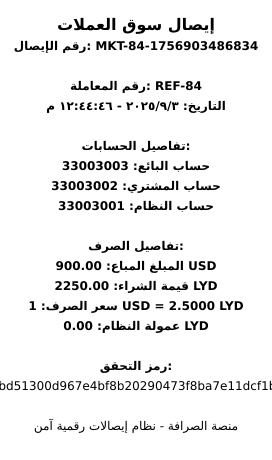 إيصال سوق العملات
رقم الإيصال: MKT-84-1756903486834
رقم المعاملة: REF-84
التاريخ: ٢٠٢٥/٩/٣ - ١٢:٤٤:٤٦ م
تفاصيل الحسابات:
حساب البائع: 33003003
حساب المشتري: 33003002
حساب النظام: 33003001
تفاصيل الصرف:
المبلغ المباع: 900.00 USD
قيمة الشراء: 2250.00 LYD
سعر الصرف: 1 USD = 2.5000 LYD
عمولة النظام: 0.00 LYD
رمز التحقق:
bd51300d967e4bf8b20290473f8ba7e11dcf1b
منصة الصرافة - نظام إيصالات رقمية آمن